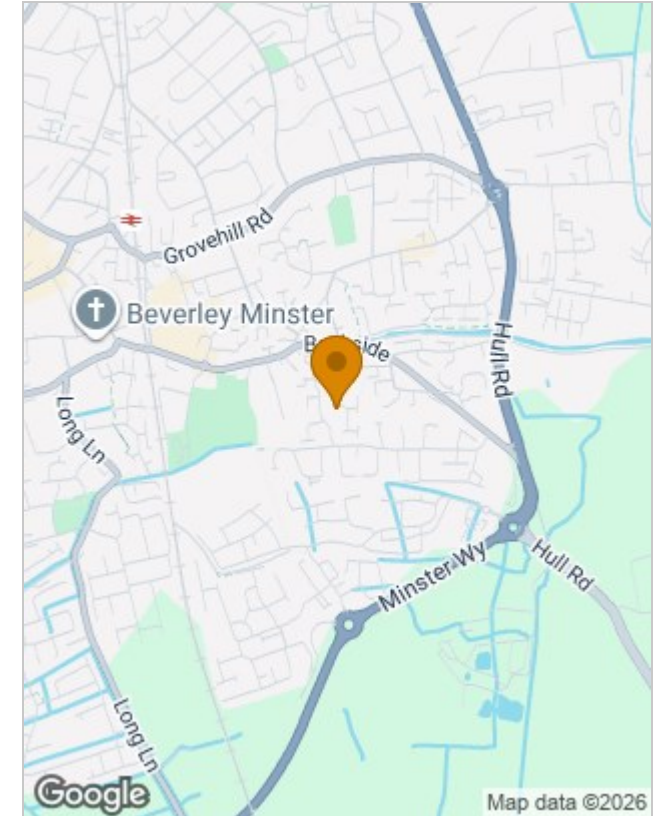 Grovehill Rd
Beverley Minster
Hull Rd
Long Ln
Minster Wy
Hull Rd
Long Ln
Google
Map data ©2026